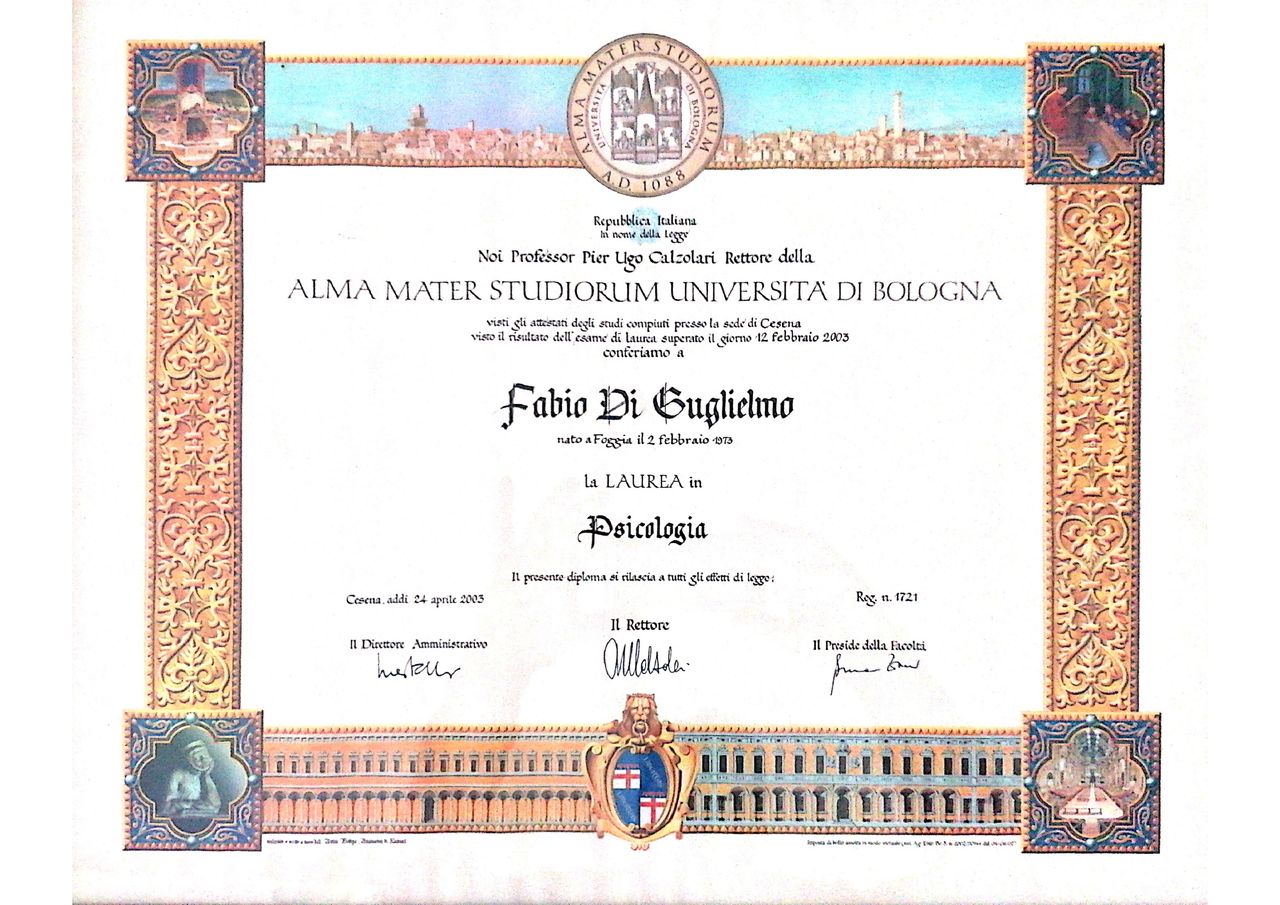 ALMA MATER STUDIORUM
UNIVERSITÀ DI BOLOGNA
A.D. 1088
Repubblica Italiana
In nome della Legge
Noi Professor Pier Ugo Calzolari Rettore della
ALMA MATER STUDIORUM UNIVERSITA' DI BOLOGNA
visti gli attestati degli studi compiuti presso la sede di Cesena
visto il risultato dell'esame di laurea superato il giorno 12 febbraio 2003
conferiamo a
Fabio Di Guglielmo
nato a Foggia il 2 febbraio 1973
la LAUREA in
Psicologia
Il presente diploma si rilascia a tutti gli effetti di legge;
Cesena, addì 24 aprile 2003
Reg. n. 1721
Il Rettore
Il Direttore Amministrativo
Il Preside della Facoltà